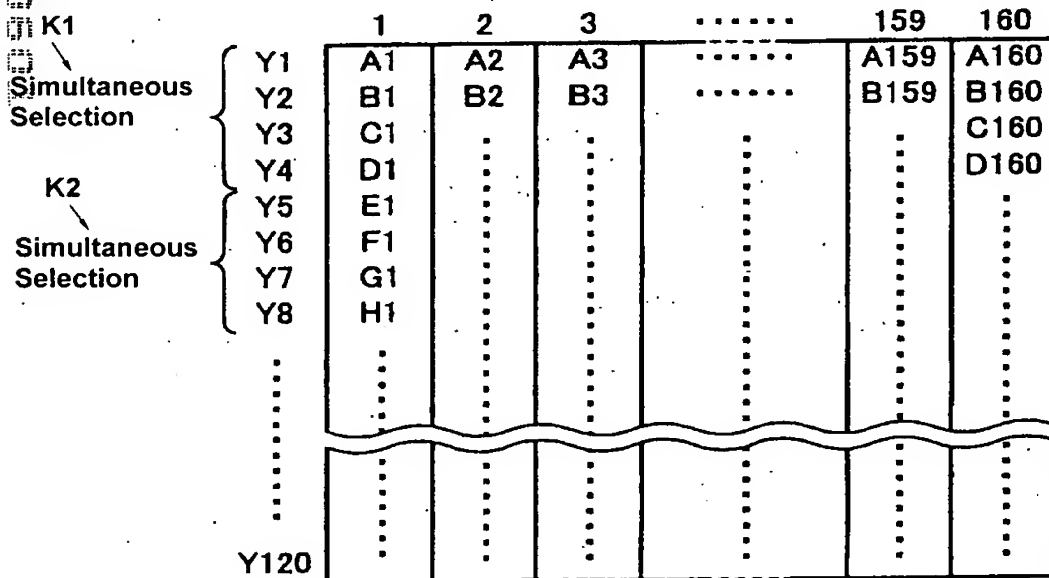 K1
Simultaneous
Selection
K2
Simultaneous
Selection
1 2 3 ...... 159 160
Y1 A1 A2 A3 ...... A159 A160
Y2 B1 B2 B3 ...... B159 B160
Y3 C1 C160
Y4 D1 D160
Y5 E1
Y6 F1
Y7 G1
Y8 H1
Y120